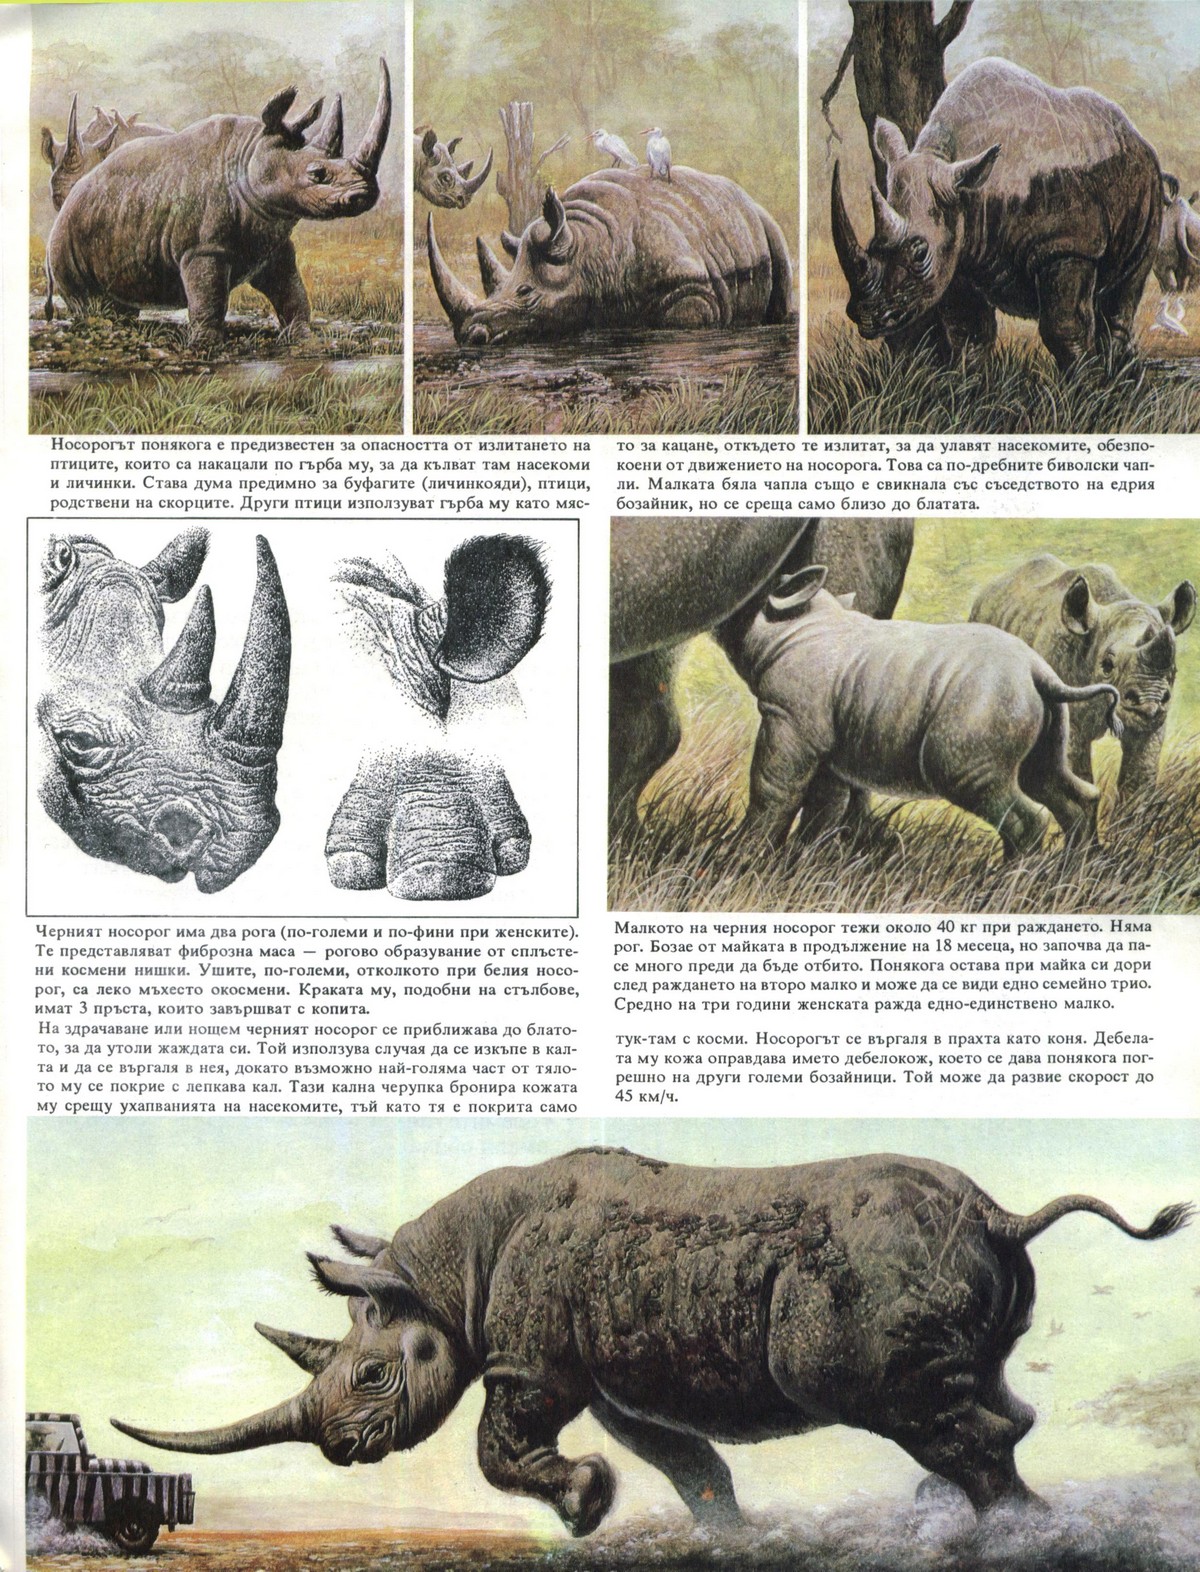 Носорогът понякога е предизвестен за опасността от излитането на
птиците, които са накацали по гърба му, за да кълват там насекоми
и личинки. Става дума предимно за буфагите (личинкояди), птици,
родствени на скорците. Други птици използуват гърба му като мяс-
то за кацане, откъдето те излитат, за да улавят насекомите, обезпо-
коени от движението на носорога. Това са по-дребните биволски чап-
ли. Малката бяла чапла също е свикнала със съседството на едрия
бозайник, но се среща само близо до блатата.
Черният носорог има два рога (по-големи и по-фини при женските).
Те представляват фиброзна маса — рогово образувание от сплъсте-
ни космени нишки. Ушите, по-големи, отколкото при белия носо-
рог, са леко мъхесто окосмени. Краката му, подобни на стълбове,
имат 3 пръста, които завършват с копита.
Малкото на черния носорог тежи около 40 кг при раждането. Няма
рог. Бозае от майката в продължение на 18 месеца, но започва да па-
се много преди да бъде отбито. Понякога остава при майка си дори
след раждането на второ малко и може да се види едно семейно трио.
Средно на три години женската ражда едно-единствено малко.
На здрачаване или нощем черният носорог се приближава до блато-
то, за да утоли жаждата си. Той използува случая да се изкъпе в кал-
та и да се въргаля в нея, докато възможно най-голяма част от тяло-
то му се покрие с лепкава кал. Тази кална черупка бронира кожата
му срещу ухапванията на насекомите, тъй като тя е покрита само
тук-там с косми. Носорогът се въргаля в прахта като коня. Дебела-
та му кожа оправдава името дебелокож, което се дава понякога пог-
решно на други големи бозайници. Той може да развие скорост до
45 км/ч.